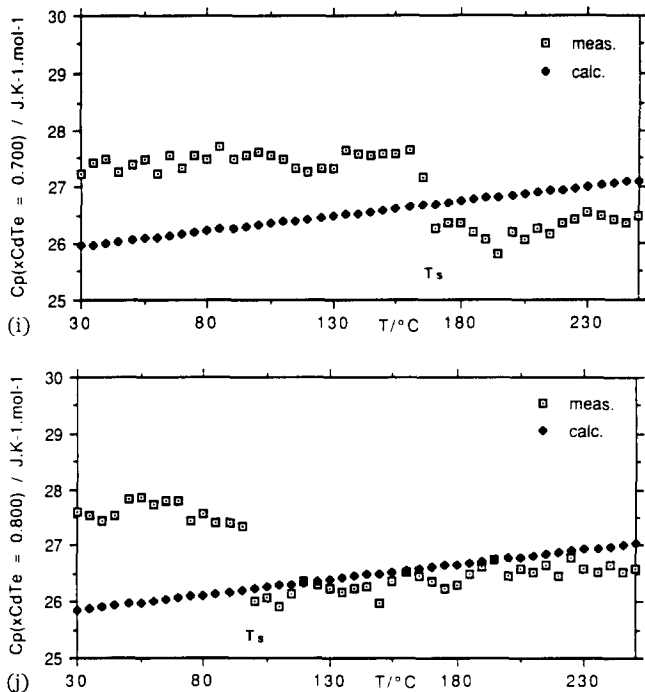 30
29
28
27
26
25
Cp(xCdTe = 0.700) / J.K-1.mol-1
meas.
calc.
Ts
30 80 130 T/°C 180 230
(i)
30
29
28
27
26
25
Cp(xCdTe = 0.800) / J.K-1.mol-1
meas.
calc.
Ts
30 80 130 T/°C 180 230
(j)